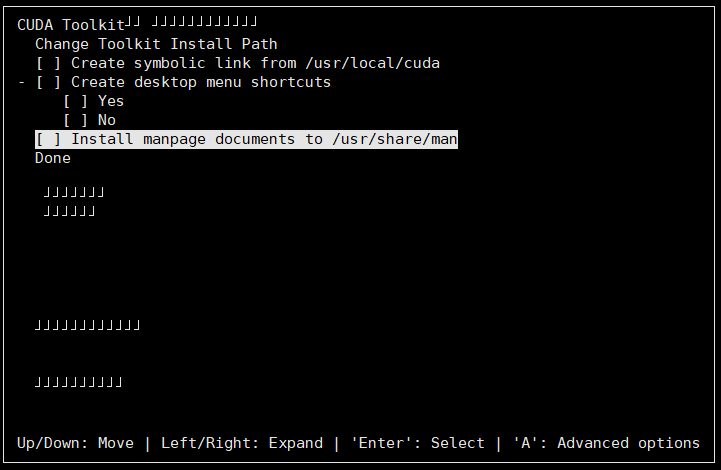 CUDA Toolkit┘┘ ┘┘┘┘┘┘┘┘┘┘┘┘
Change Toolkit Install Path
[ ] Create symbolic link from /usr/local/cuda
- [ ] Create desktop menu shortcuts
[ ] Yes
[ ] No
[ ] Install manpage documents to /usr/share/man
Done
┘┘┘┘┘┘┘
┘┘┘┘┘┘
┘┘┘┘┘┘┘┘┘┘┘┘
┘┘┘┘┘┘┘┘┘┘
Up/Down: Move | Left/Right: Expand | 'Enter': Select | 'A': Advanced options